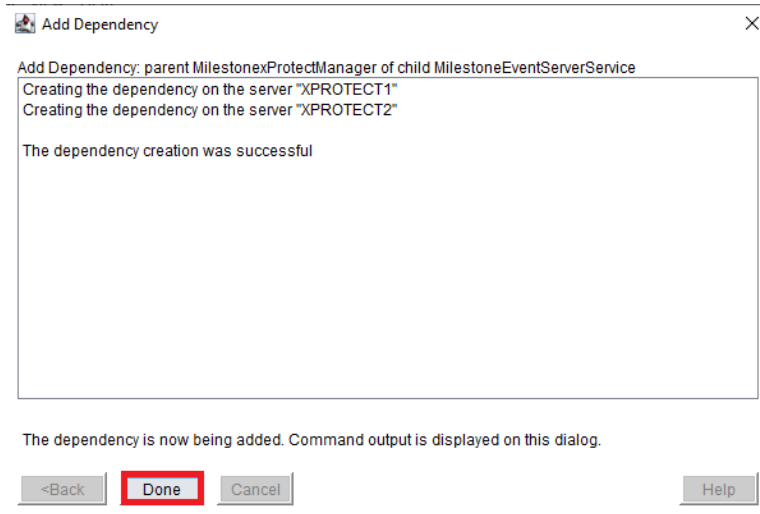 Add Dependency
Add Dependency: parent MilestonexProtectManager of child MilestoneEventServerService
Creating the dependency on the server "XPROTECT1"
Creating the dependency on the server "XPROTECT2"
The dependency creation was successful
The dependency is now being added. Command output is displayed on this dialog.
<Back Done Cancel Help